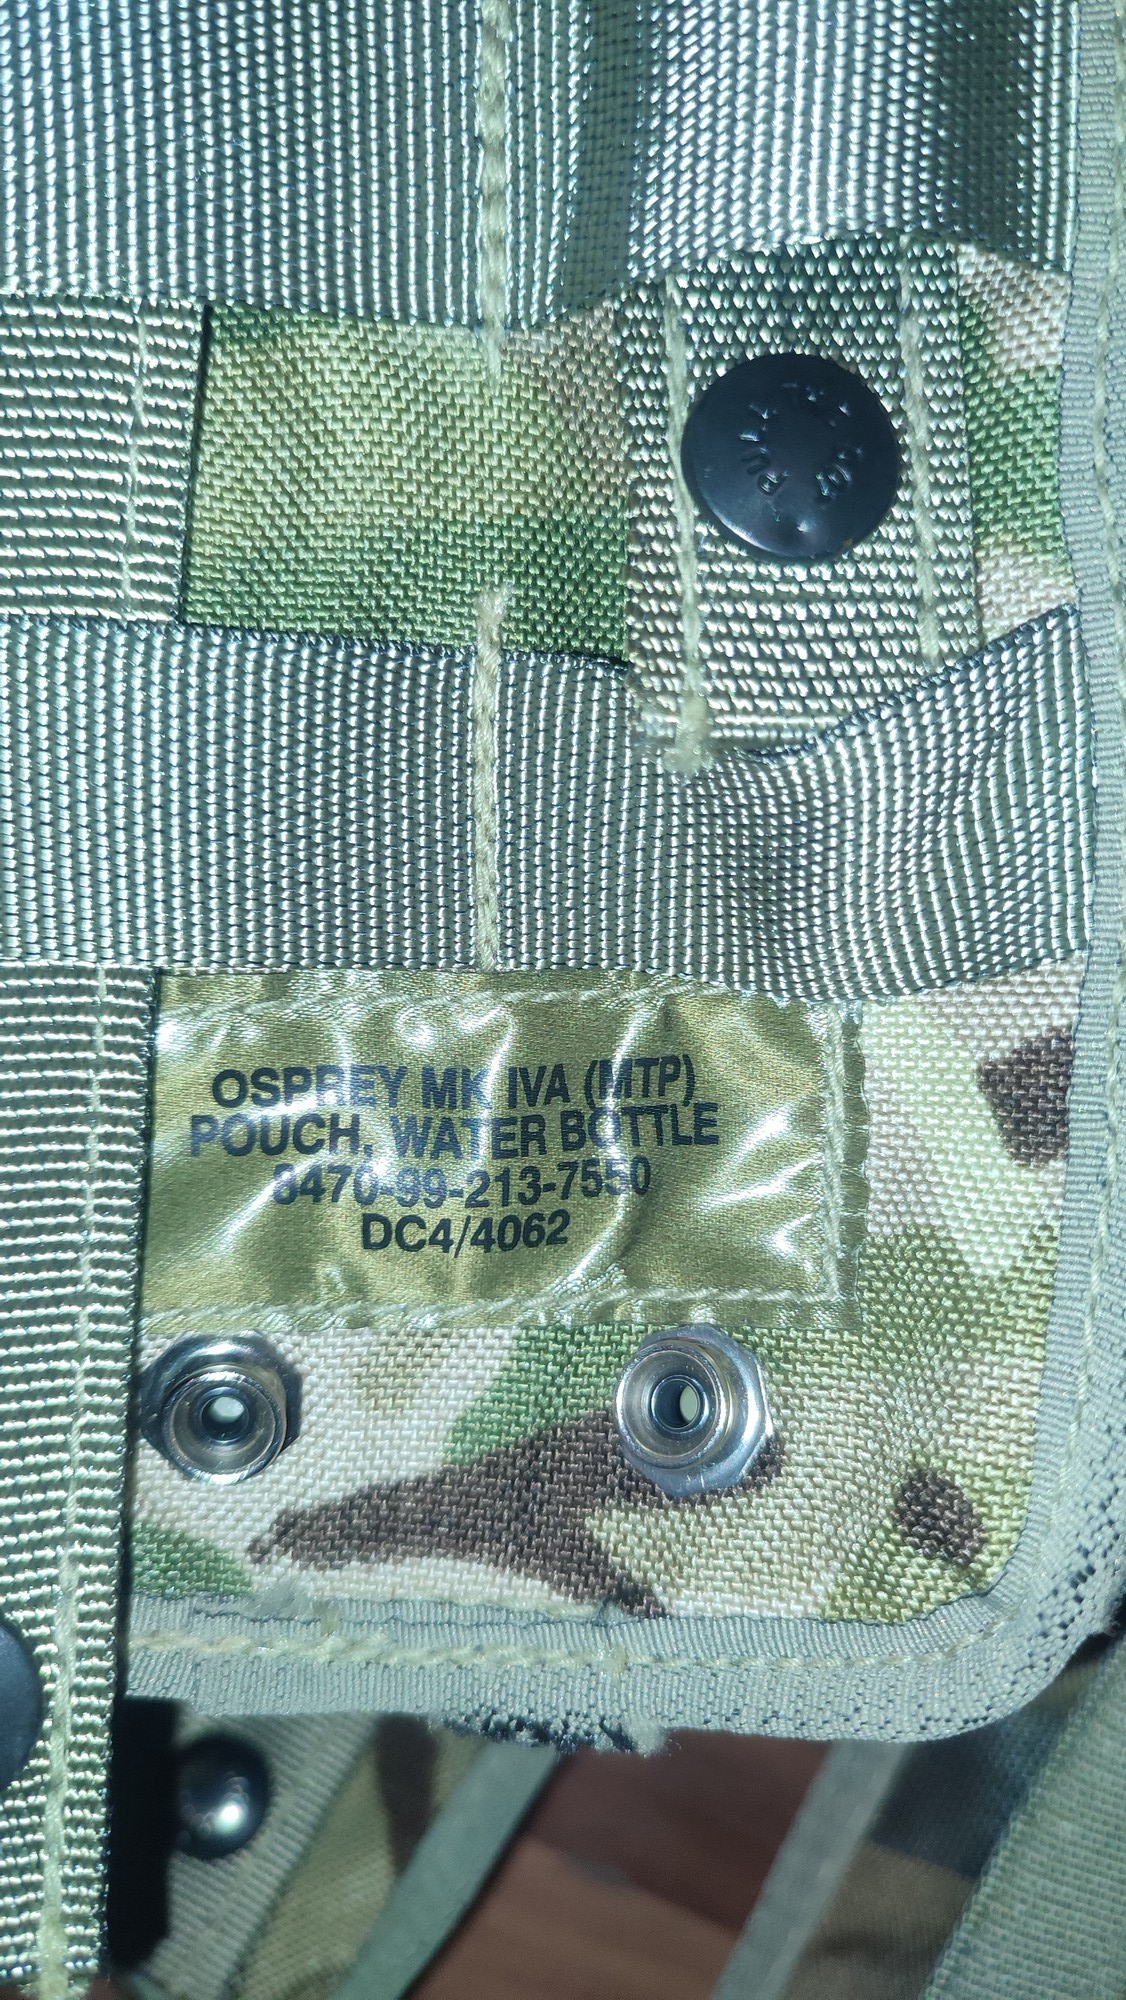 OSPREY MK IVA (MTP)
POUCH, WATER BOTTLE
8470-99-213-7550
DC4/4062